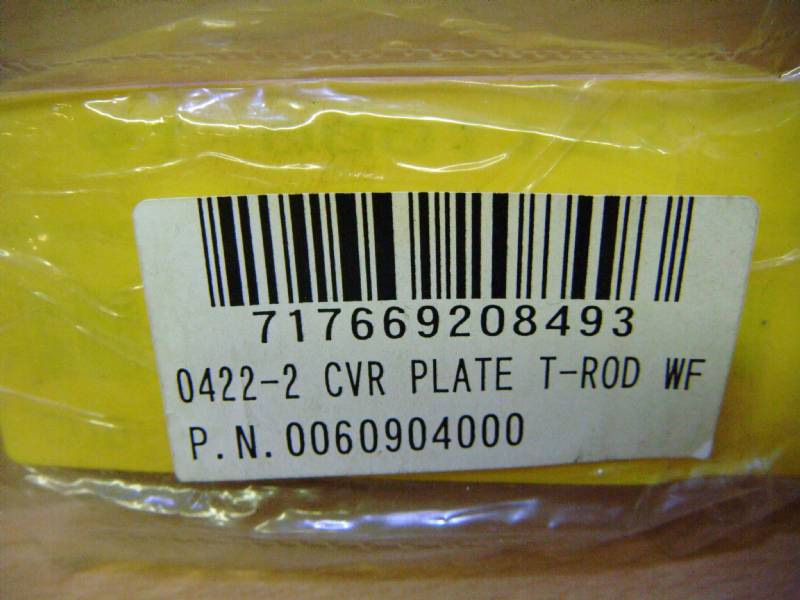 717669208493
0422-2 CVR PLATE T-ROD WF
P.N.0060904000